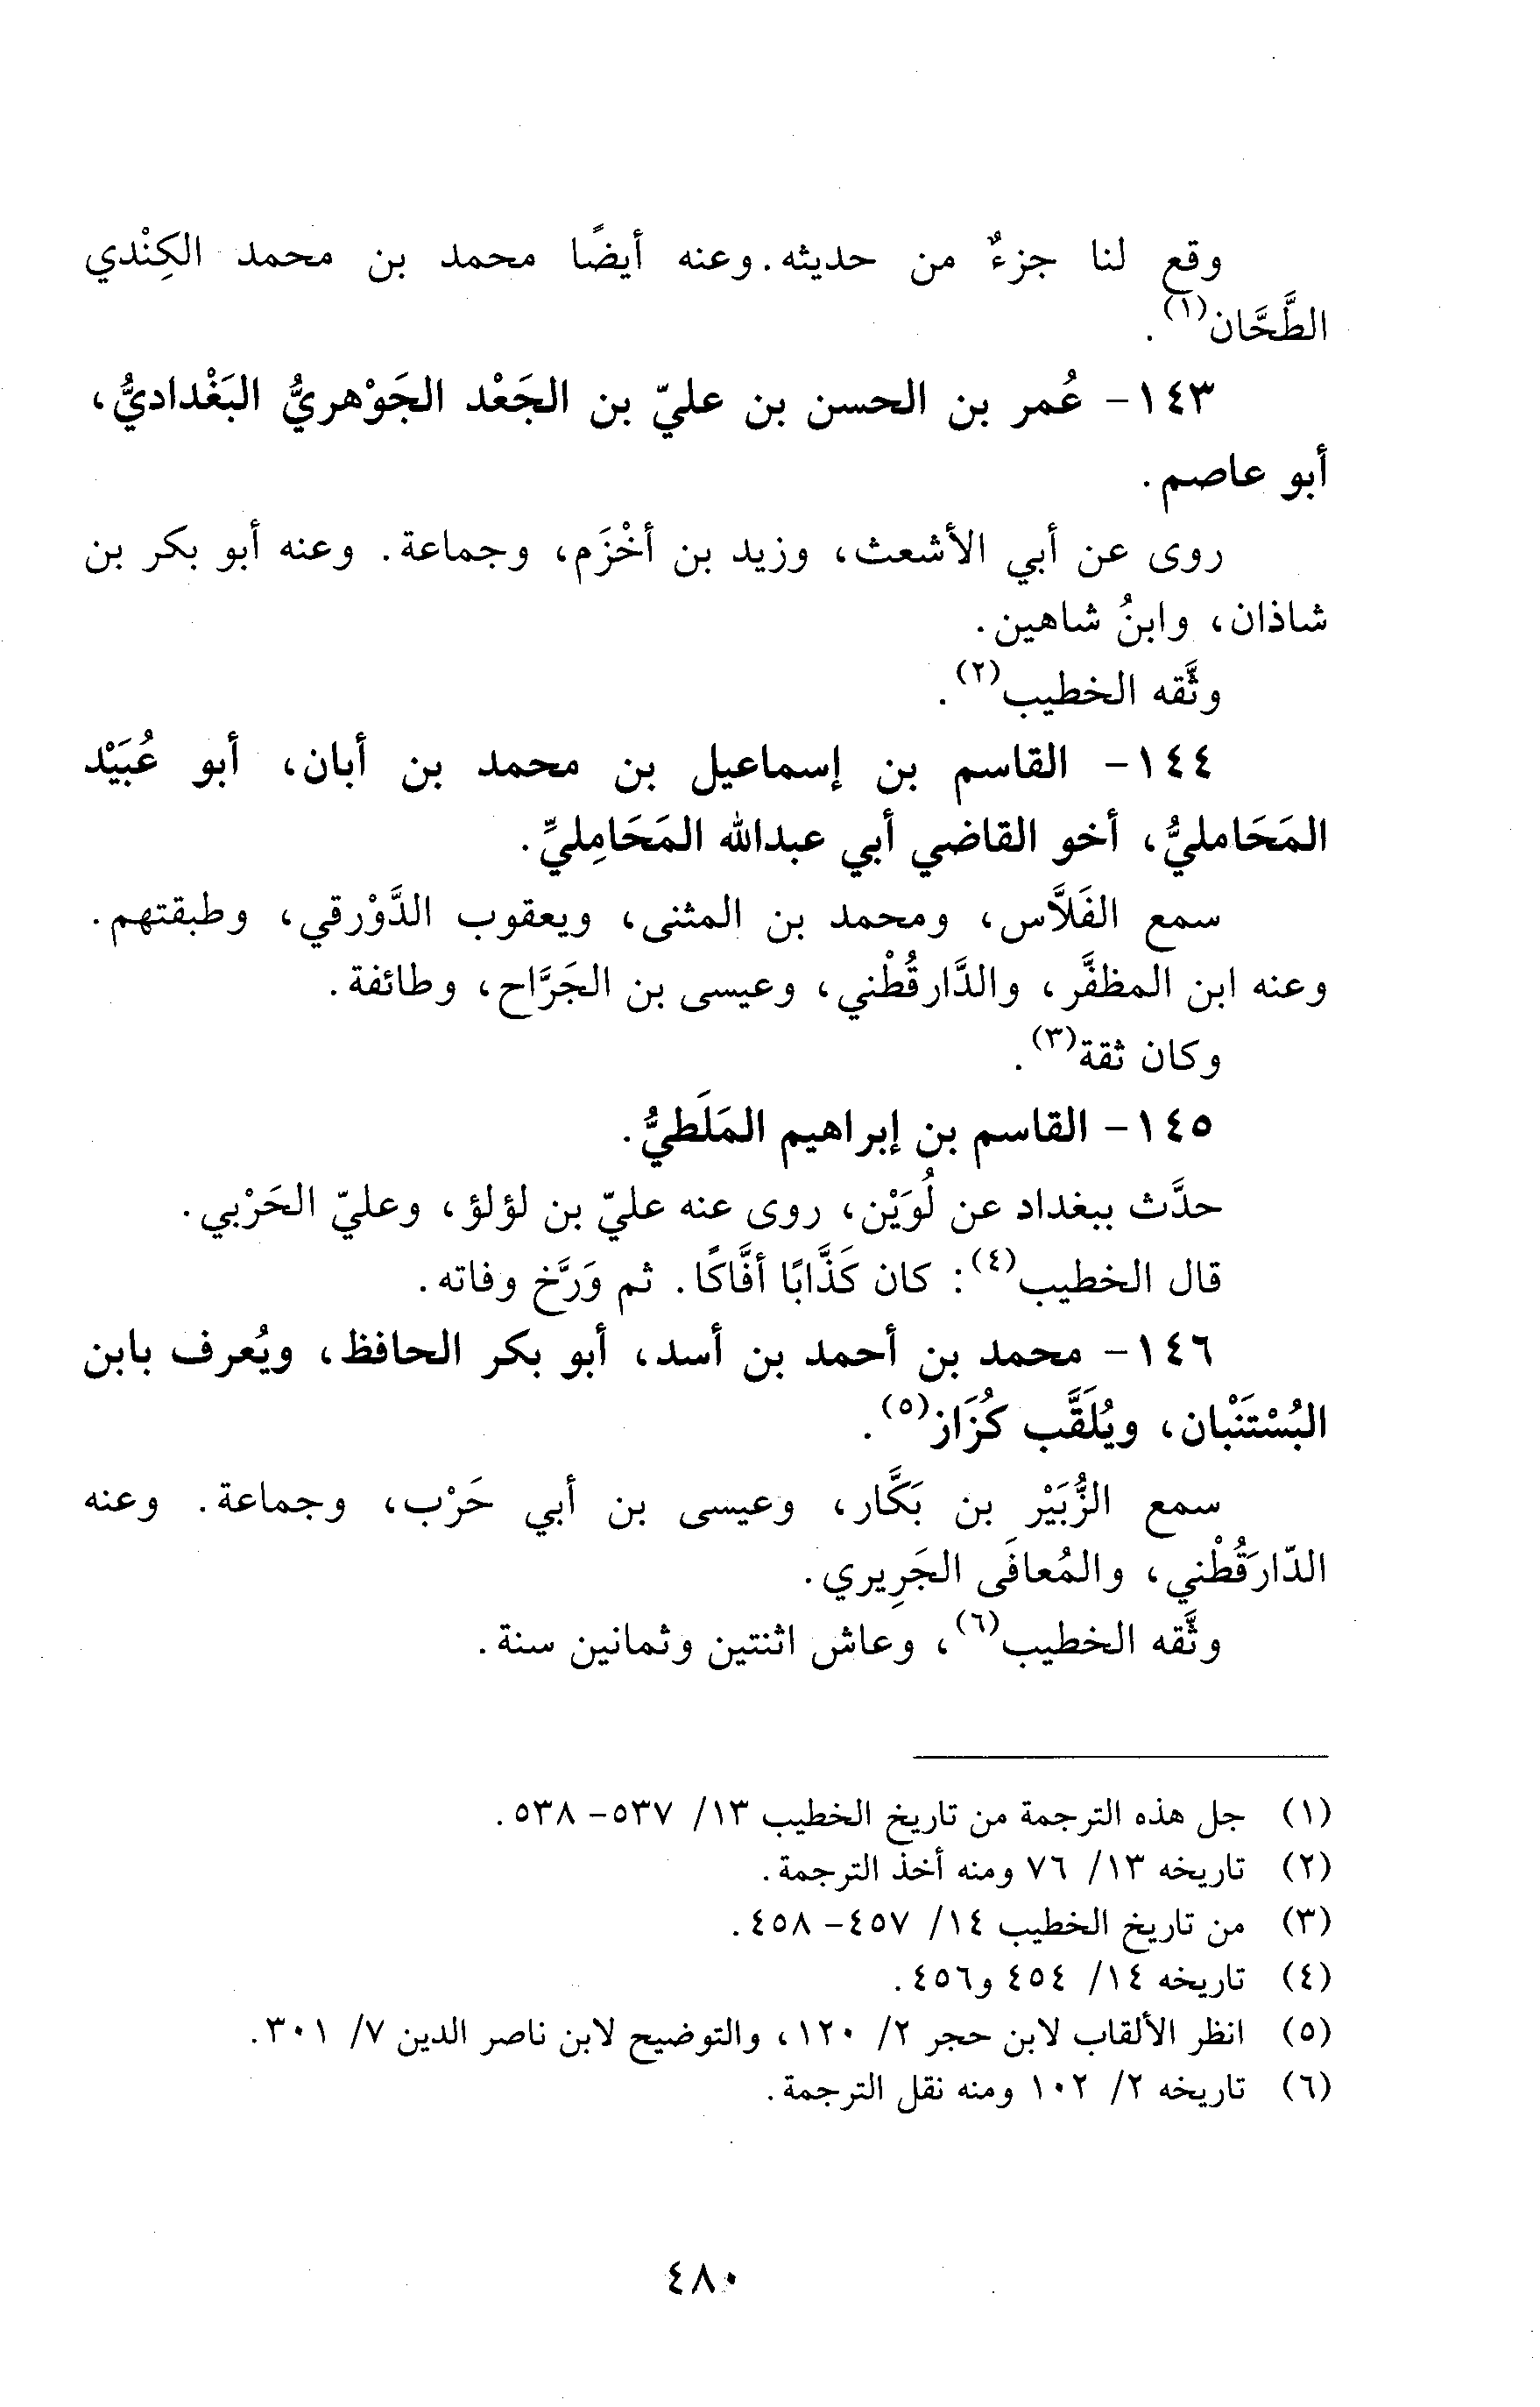 وقع لنا جزءٌ من حديثه. وعنه أيضًا محمد بن محمد الكِنْدي
الطَّحَّان(١).
١٤٣- عُمر بن الحسن بن عليّ بن الجَعْد الجَوْهريُّ البَغْداديُّ،
أبو عاصم.
روى عن أبي الأشعث، وزيد بن أخْزَم، وجماعة. وعنه أبو بكر بن
شاذان، وابنُ شاهين.
وثَّقه الخطيب(٢).
١٤٤- القاسم بن إسماعيل بن محمد بن أبان، أبو عُبَيْد
المَحَامليُّ، أخو القاضي أبي عبدالله المَحَامِليِّ.
سمع الفَلاَّس، ومحمد بن المثنى، ويعقوب الدَّوْرقي، وطبقتهم.
وعنه ابن المظفَّر، والدَّارقُطْني، وعيسى بن الجَرَّاح، وطائفة.
وكان ثقة(٣).
١٤٥- القاسم بن إبراهيم المَلَطيُّ.
حدَّث ببغداد عن لُوَيْن، روى عنه عليّ بن لؤلؤ، وعليّ الحَرْبي.
قال الخطيب(٤): كان كَذَّابًا أفَّاكًا. ثم وَرَّخ وفاته.
١٤٦- محمد بن أحمد بن أسد، أبو بكر الحافظ، ويُعرف بابن
البُسْتَنْبان، ويُلَقَّب كُزَاز(٥).
سمع الزُّبَيْر بن بَكَّار، وعيسى بن أبي حَرْب، وجماعة. وعنه
الدّارَقُطْني، والمُعافَى الجَرِيري.
وثَّقه الخطيب(٦)، وعاش اثنتين وثمانين سنة.
(١) جل هذه الترجمة من تاريخ الخطيب ١٣/ ٥٣٧- ٥٣٨.
(٢) تاريخه ١٣/ ٧٦ ومنه أخذ الترجمة.
(٣) من تاريخ الخطيب ١٤/ ٤٥٧- ٤٥٨.
(٤) تاريخه ١٤/ ٤٥٤ و٤٥٦.
(٥) انظر الألقاب لابن حجر ٢/ ١٢٠، والتوضيح لابن ناصر الدين ٧/ ٣٠١.
(٦) تاريخه ٢/ ١٠٢ ومنه نقل الترجمة.
٤٨٠